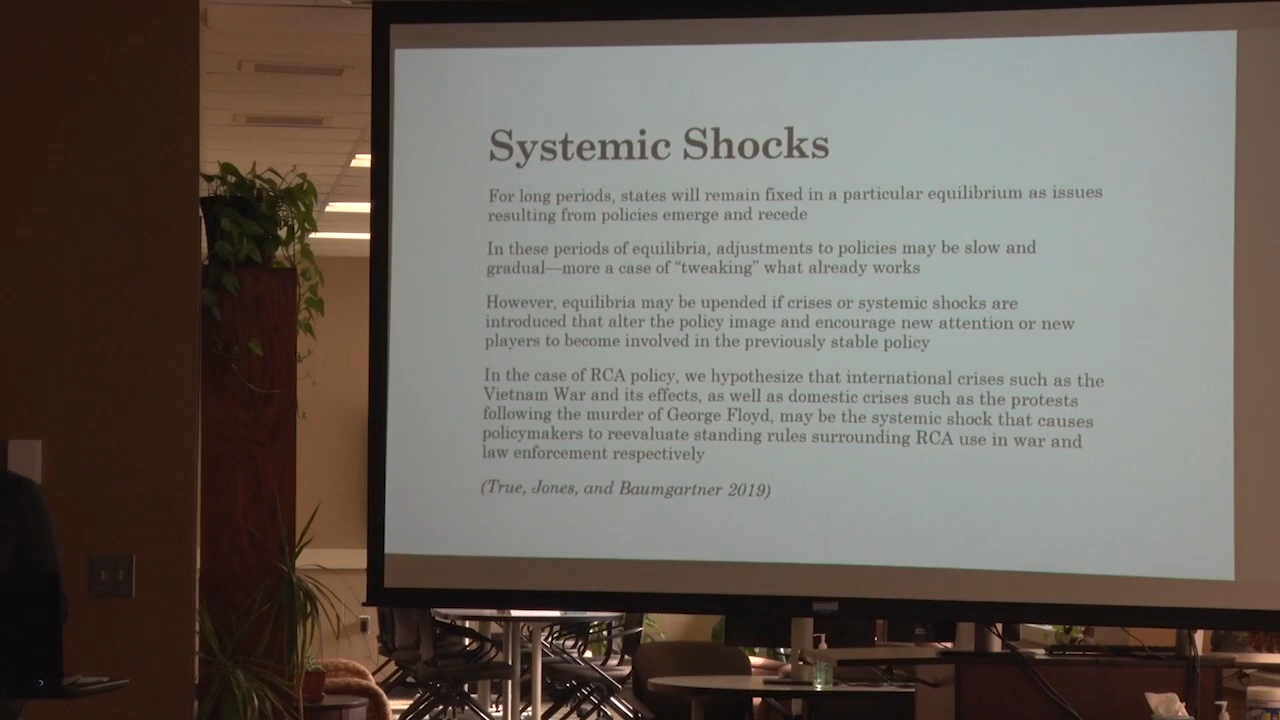 Systemic Shocks
For long periods, states will remain fixed in a particular equilibrium as issues
resulting from policies emerge and recede
In these periods of equilibria, adjustments to policies may be slow and
gradual—more a case of “tweaking” what already works
However, equilibria may be upended if crises or systemic shocks are
introduced that alter the policy image and encourage new attention or new
players to become involved in the previously stable policy
In the case of RCA policy, we hypothesize that international crises such as the
Vietnam War and its effects, as well as domestic crises such as the protests
following the murder of George Floyd, may be the systemic shock that causes
policymakers to reevaluate standing rules surrounding RCA use in war and
law enforcement respectively
(True, Jones, and Baumgartner 2019)